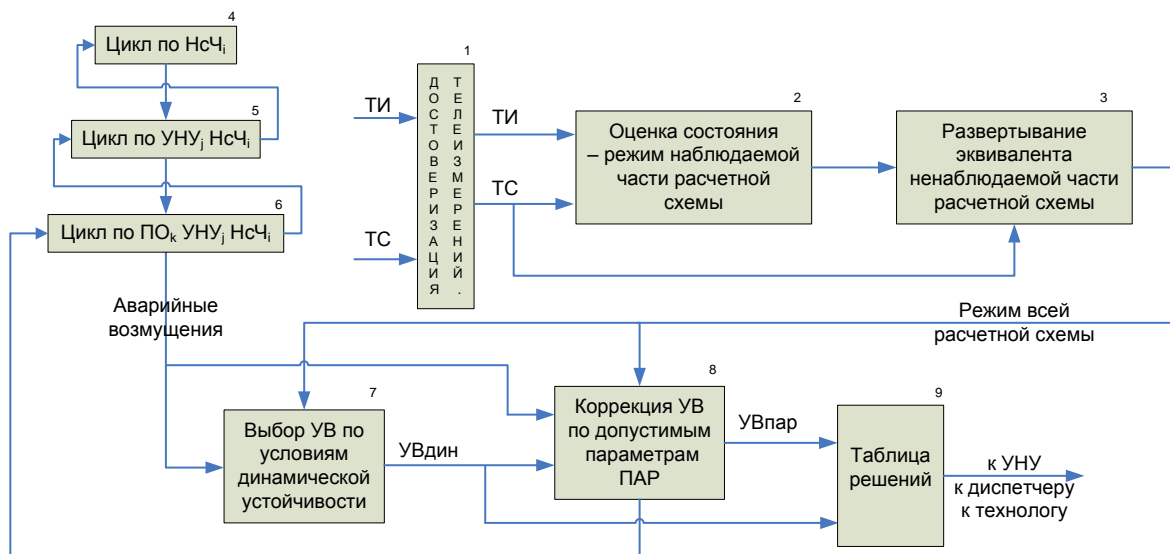 4
Цикл по НсЧi
5
Цикл по УНУj НсЧi
6
Цикл по ПОk УНУj НсЧi
Аварийные
возмущения
ТИ
ТС
1
ДОСТОВЕРИЗАЦИЯ
ТЕЛЕИЗМЕРЕНИЙ.
ТИ
ТС
2
Оценка состояния
– режим наблюдаемой
части расчетной
схемы
3
Развертывание
эквивалента
ненаблюдаемой части
расчетной схемы
Режим всей
расчетной схемы
7
Выбор УВ по
условиям
динамической
устойчивости
УВдин
8
Коррекция УВ
по допустимым
параметрам
ПАР
УВпар
9
Таблица
решений
к УНУ
к диспетчеру
к технологу